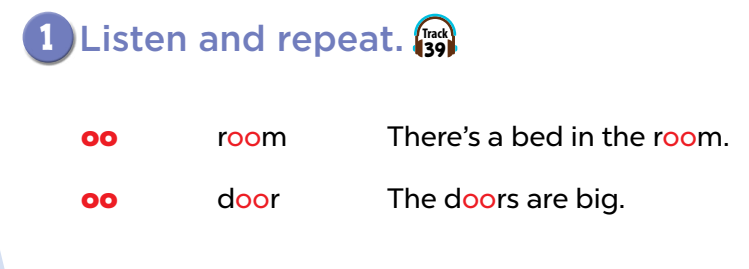 1 Listen and repeat. Track 39
oo room There's a bed in the room.
oo door The doors are big.